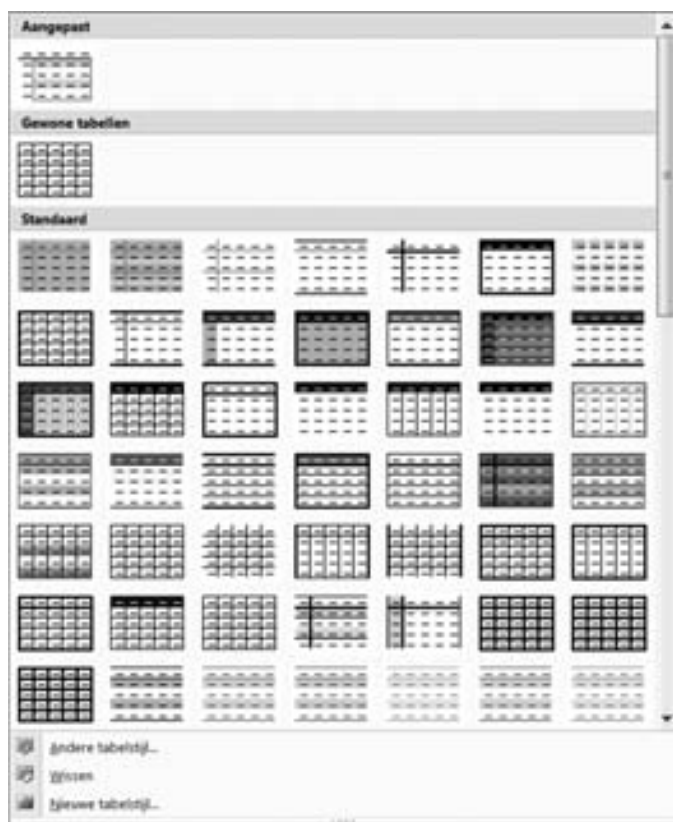 Aangepast
Gewone tabellen
Standaard
Andere tabelstijl...
Wissen
Nieuwe tabelstijl...